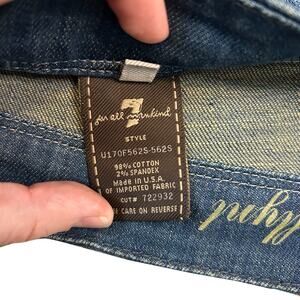 7
for all mankind
STYLE
U170F562S-562S
98% COTTON
2% SPANDEX
Made in U.S.A.
OF IMPORTED FABRIC
CUT# 722932
CARE ON REVERSE